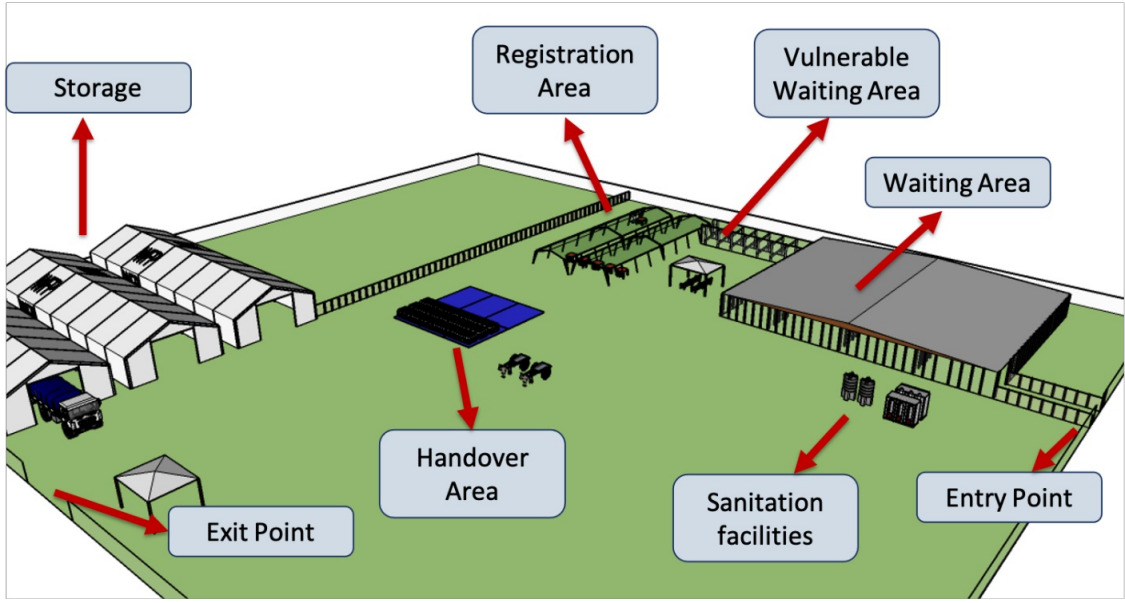 Registration
Area
Vulnerable
Waiting Area
Storage
Waiting Area
Handover
Area
Sanitation
facilities
Entry Point
Exit Point